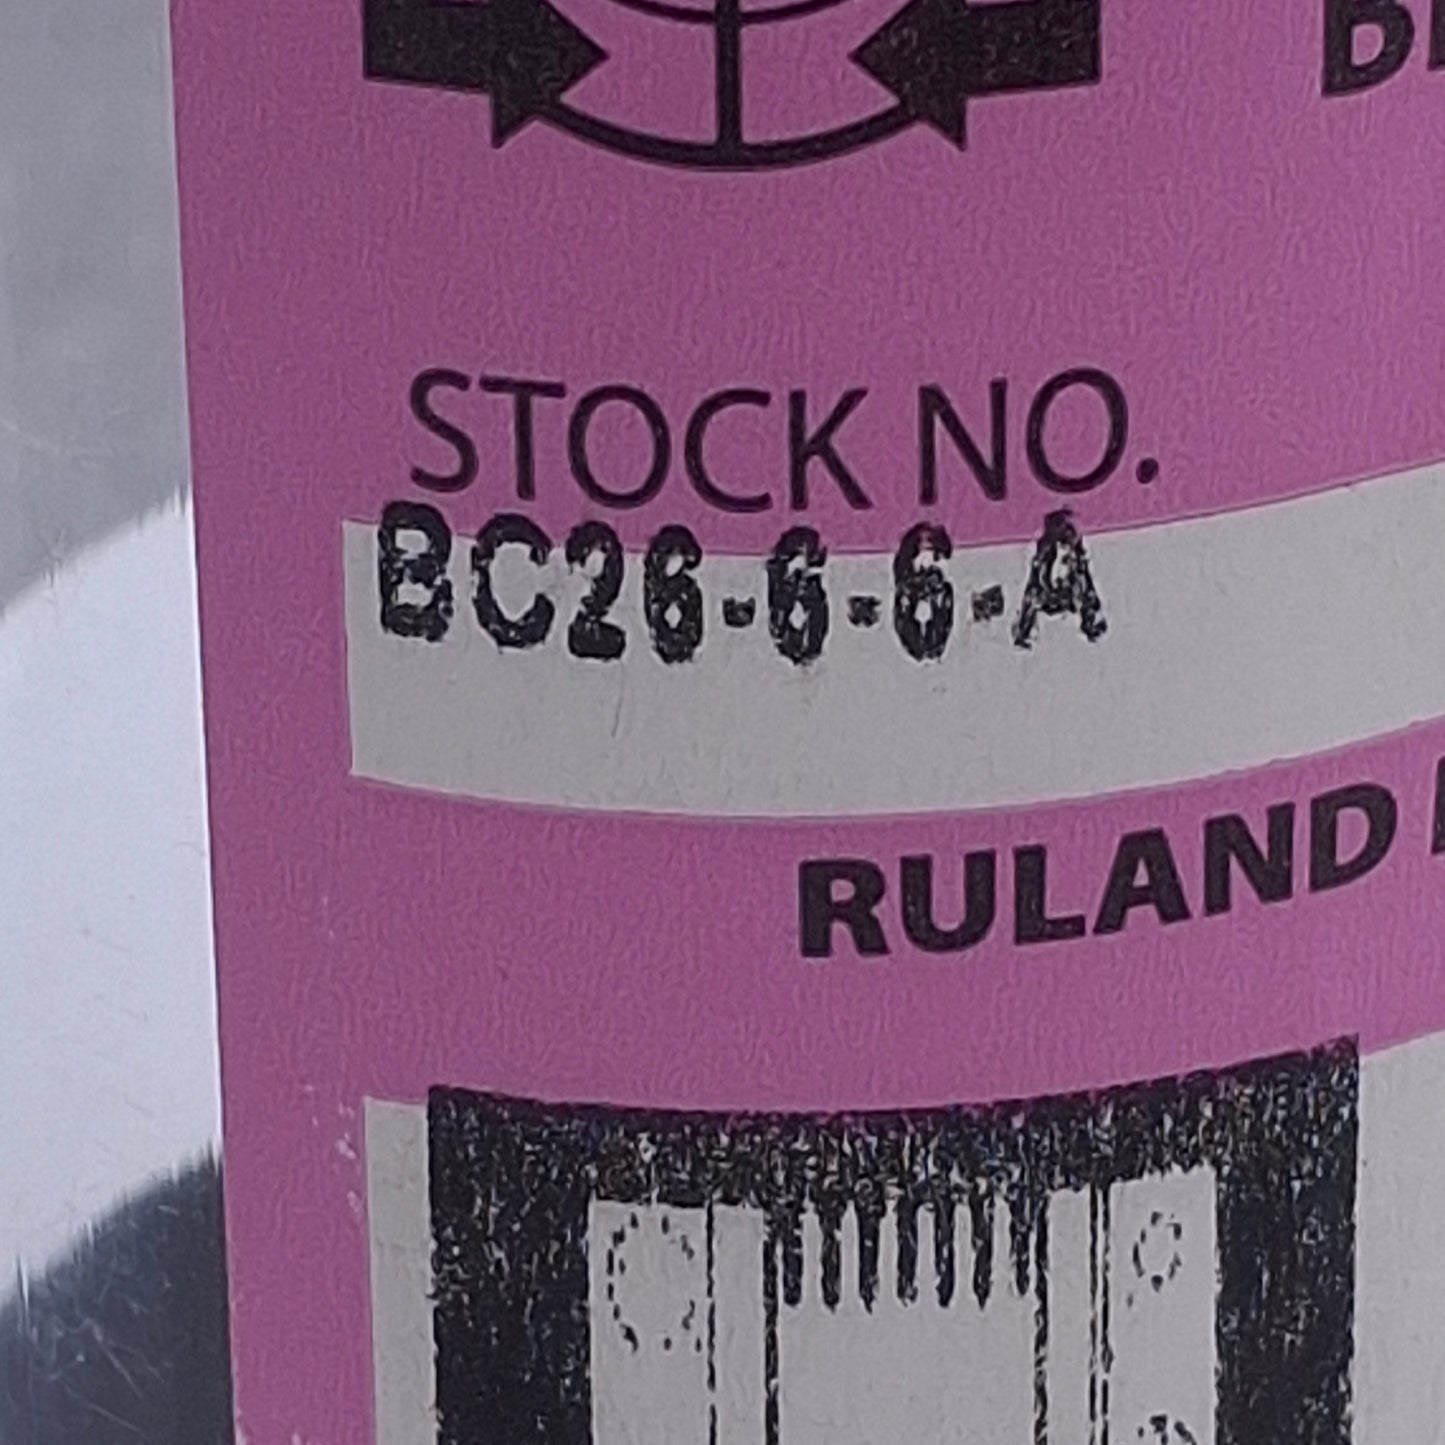 STOCK NO.
BC26-6-6-A
RULAND